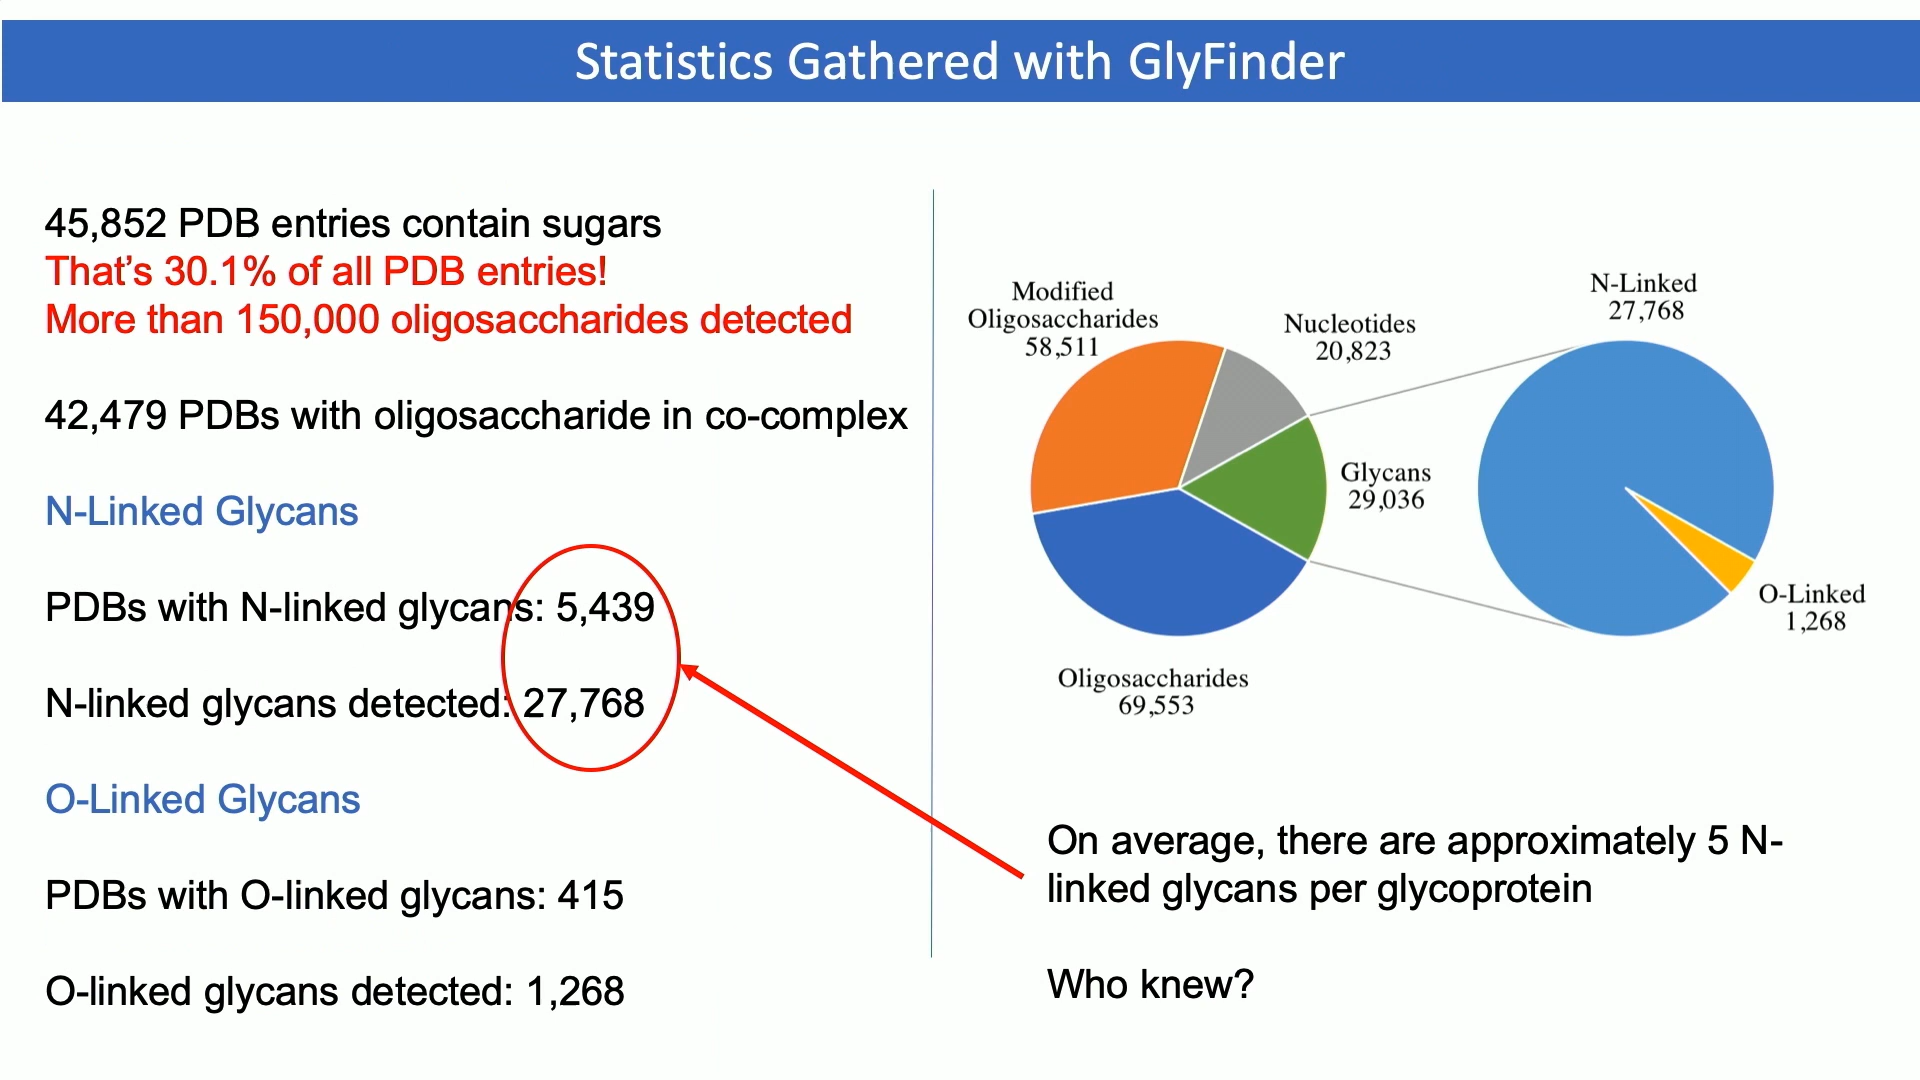 Statistics Gathered with GlyFinder
45,852 PDB entries contain sugars
That's 30.1% of all PDB entries!
More than 150,000 oligosaccharides detected
42,479 PDBs with oligosaccharide in co-complex
N-Linked Glycans
PDBs with N-linked glycans: 5,439
N-linked glycans detected: 27,768
O-Linked Glycans
PDBs with O-linked glycans: 415
O-linked glycans detected: 1,268
Modified
Oligosaccharides
58,511
Nucleotides
20,823
Glycans
29,036
Oligosaccharides
69,553
N-Linked
27,768
O-Linked
1,268
On average, there are approximately 5 N-
linked glycans per glycoprotein
Who knew?